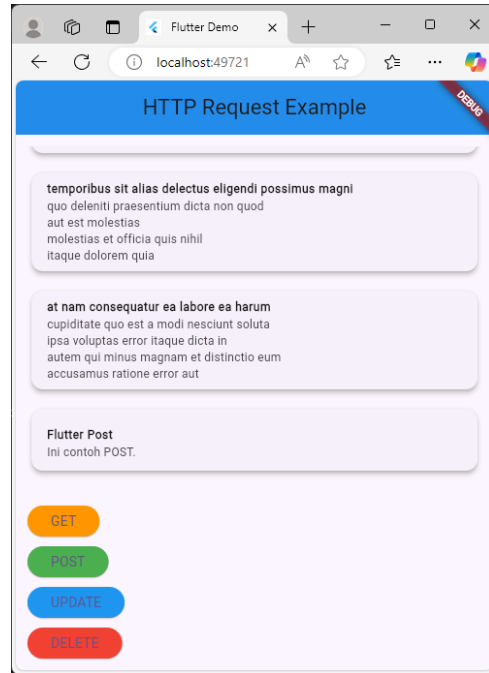 Flutter Demo
localhost:49721
HTTP Request Example
DEBUG
temporibus sit alias delectus eligendi possimus magni
quo deleniti praesentium dicta non quod
aut est molestias
molestias et officia quis nihil
itaque dolorem quia
at nam consequatur ea labore ea harum
cupiditate quo est a modi nesciunt soluta
ipsa voluptas error itaque dicta in
autem qui minus magnam et distinctio eum
accusamus ratione error aut
Flutter Post
Ini contoh POST.
GET
POST
UPDATE
DELETE